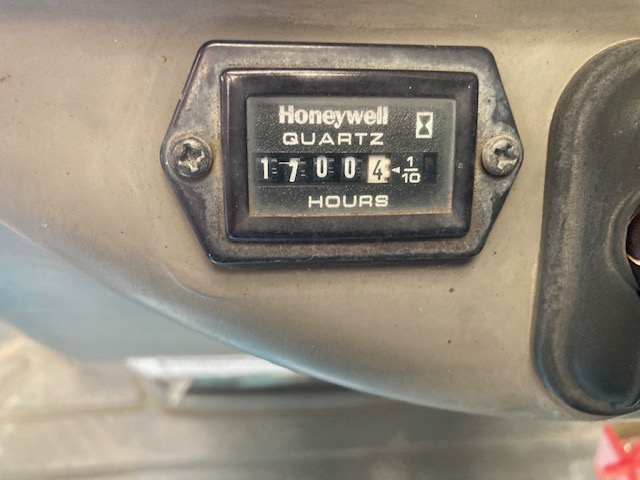 Honeywell
QUARTZ
17004 ◄ 1/10
HOURS